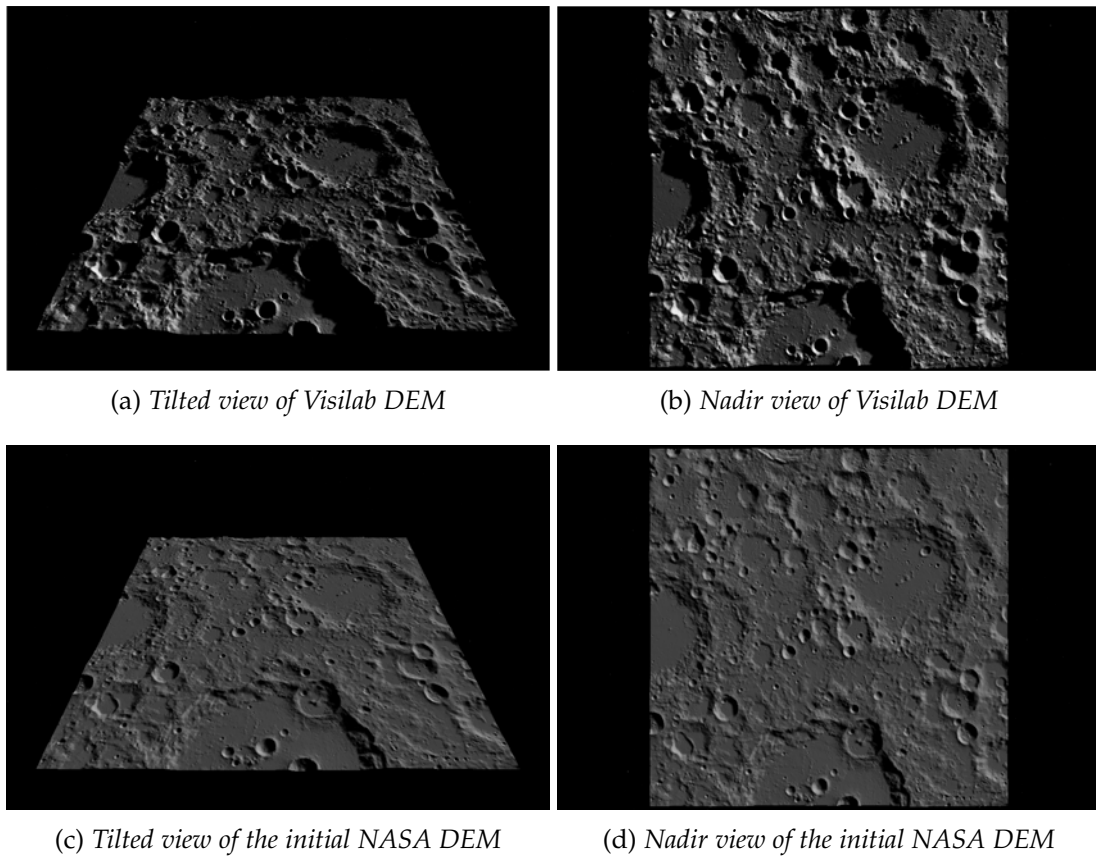 (a) Tilted view of Visilab DEM
(b) Nadir view of Visilab DEM
(c) Tilted view of the initial NASA DEM
(d) Nadir view of the initial NASA DEM